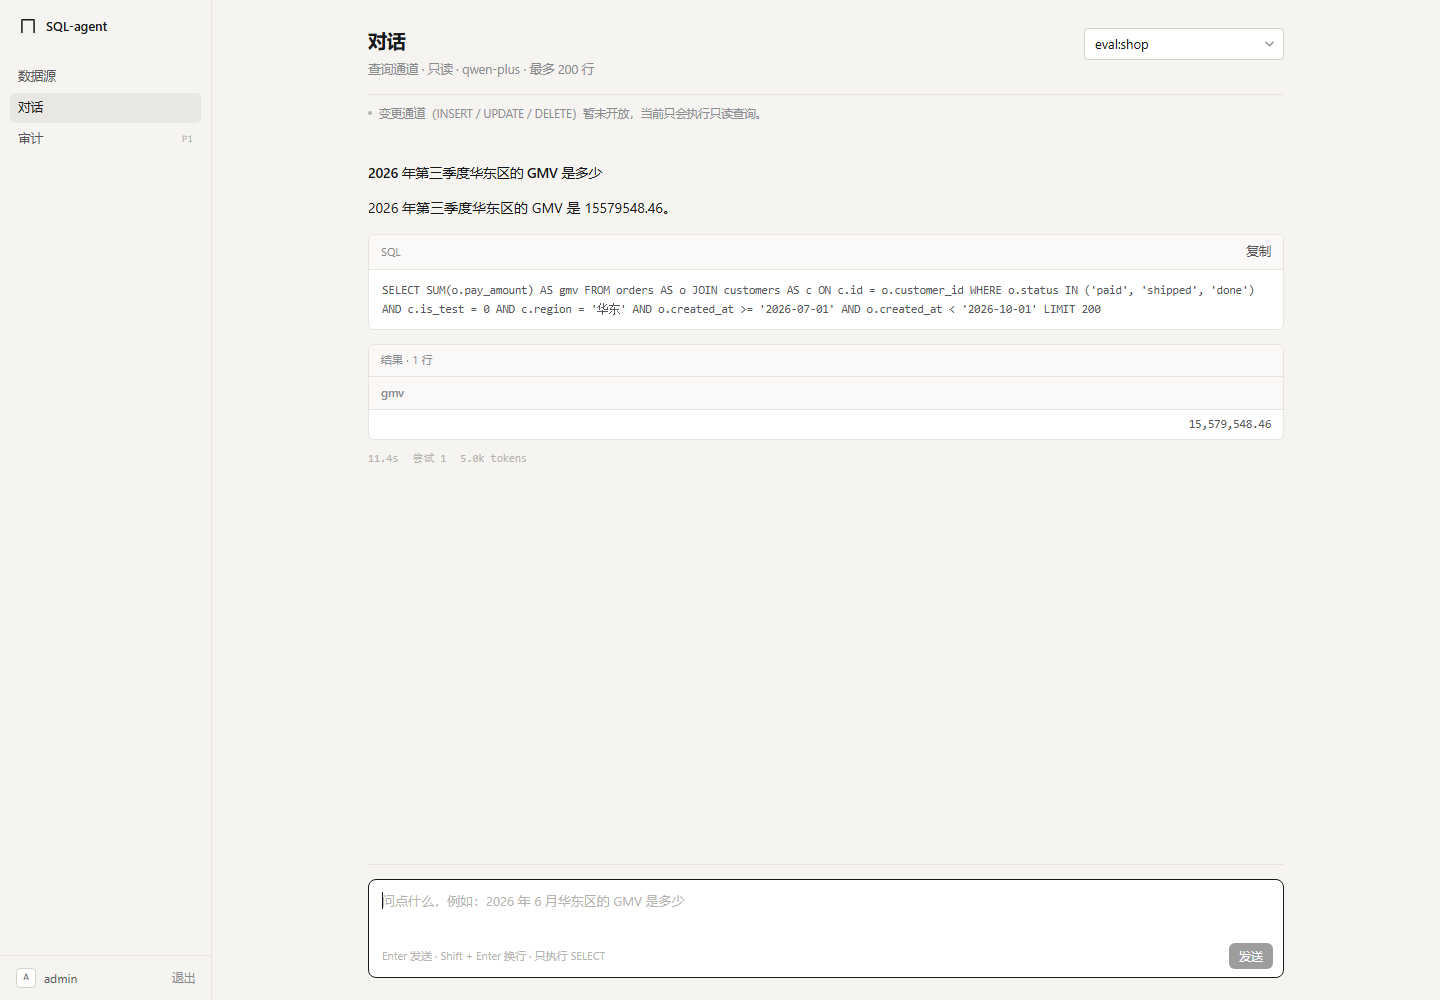 SQL-agent
数据源
对话
审计 P1
对话
eval:shop
查询通道 · 只读 · qwen-plus · 最多 200 行
变更通道（INSERT / UPDATE / DELETE）暂未开放，当前只会执行只读查询。
2026 年第三季度华东区的 GMV 是多少
2026 年第三季度华东区的 GMV 是 15579548.46。
SQL 复制
SELECT SUM(o.pay_amount) AS gmv FROM orders AS o JOIN customers AS c ON c.id = o.customer_id WHERE o.status IN ('paid', 'shipped', 'done')
AND c.is_test = 0 AND c.region = '华东' AND o.created_at >= '2026-07-01' AND o.created_at < '2026-10-01' LIMIT 200
结果 · 1 行
gmv
15,579,548.46
11.4s 尝试 1 5.0k tokens
问点什么，例如：2026 年 6 月华东区的 GMV 是多少
Enter 发送 · Shift + Enter 换行 · 只执行 SELECT
发送
A admin 退出